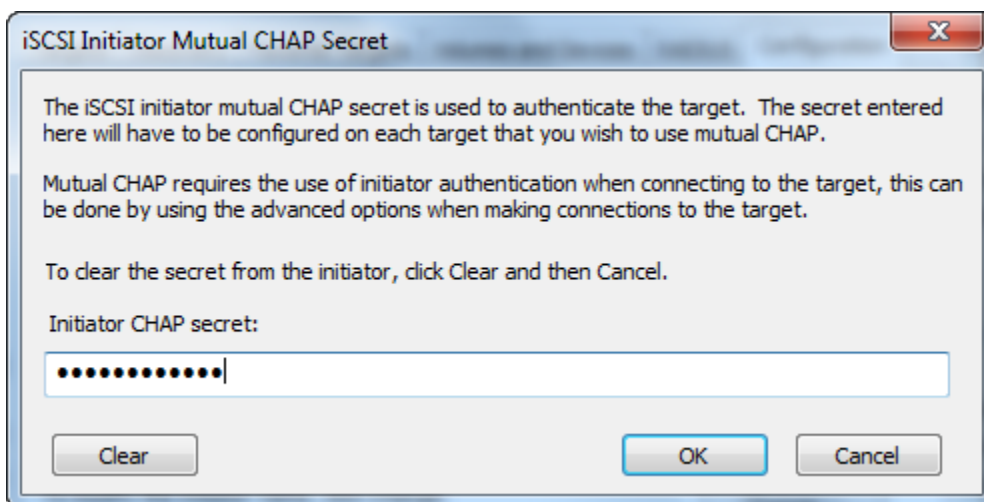 iSCSI Initiator Mutual CHAP Secret
The iSCSI initiator mutual CHAP secret is used to authenticate the target.  The secret entered
here will have to be configured on each target that you wish to use mutual CHAP.
Mutual CHAP requires the use of initiator authentication when connecting to the target, this can
be done by using the advanced options when making connections to the target.
To clear the secret from the initiator, click Clear and then Cancel.
Initiator CHAP secret:
••••••••••••
Clear OK Cancel